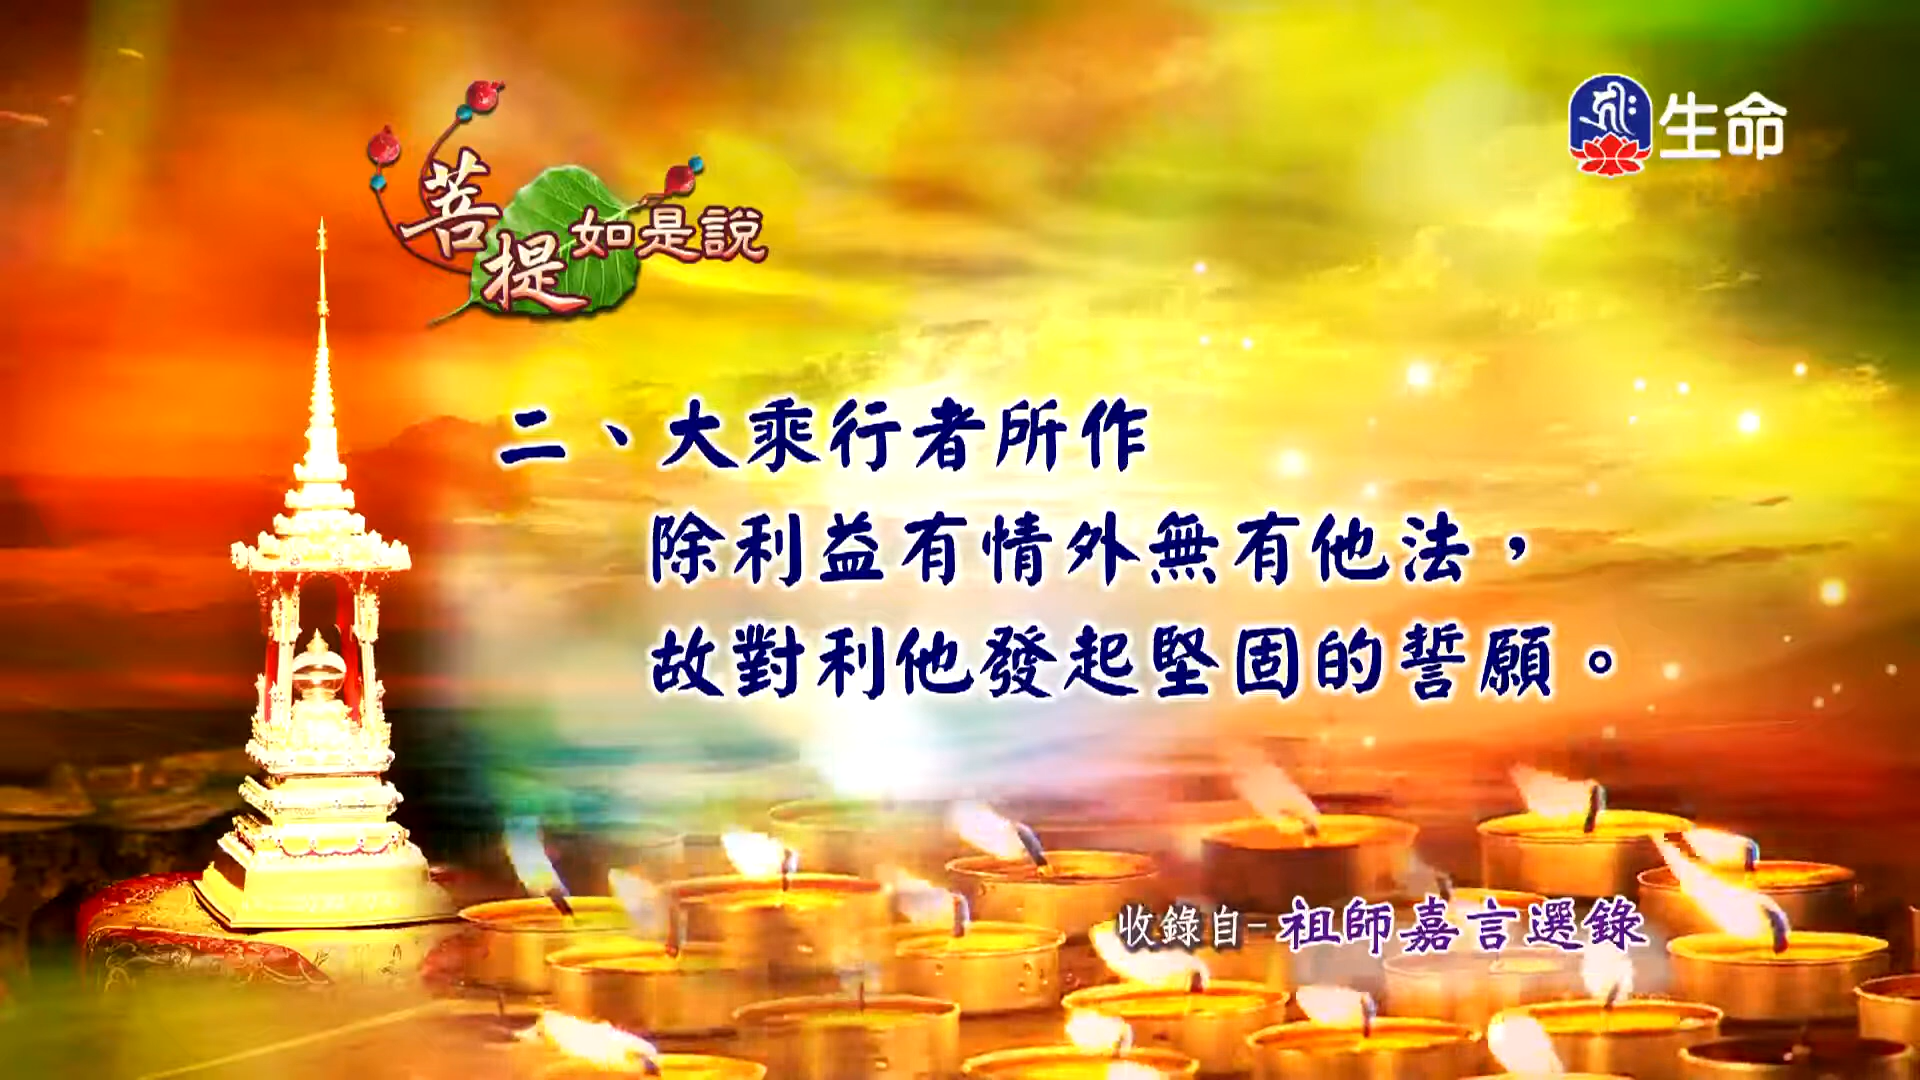 生命
菩提如是說
二、大乘行者所作
除利益有情外無有他法，
故對利他發起堅固的誓願。
收錄自-祖師嘉言選錄